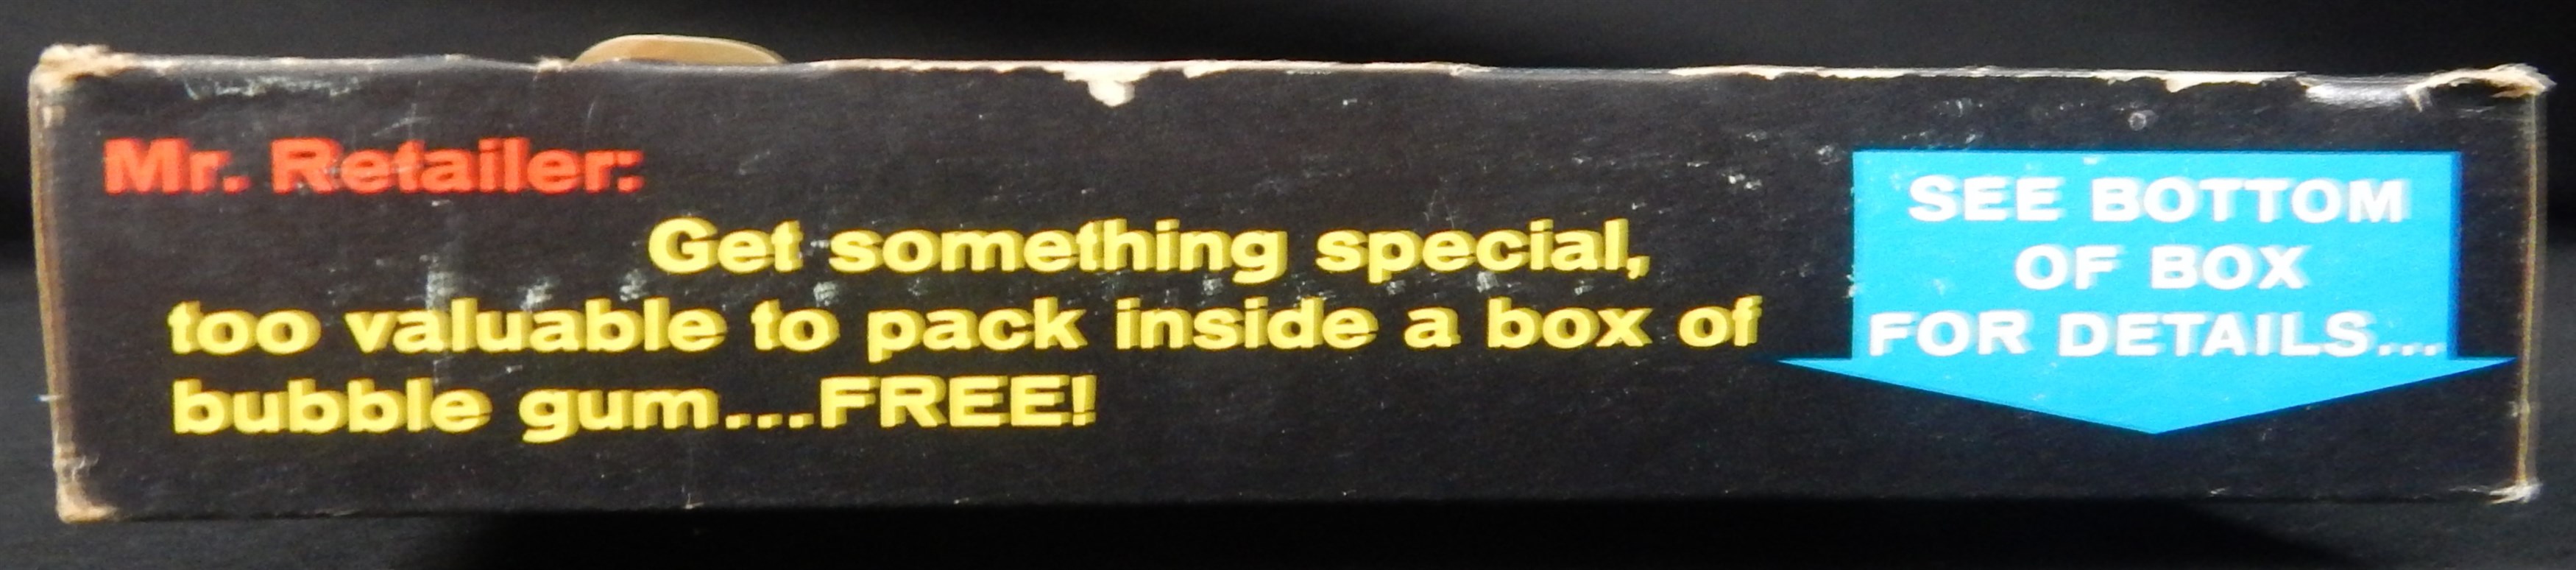 Mr. Retailer:
Get something special,
too valuable to pack inside a box of
bubble gum...FREE!
SEE BOTTOM
OF BOX
FOR DETAILS...